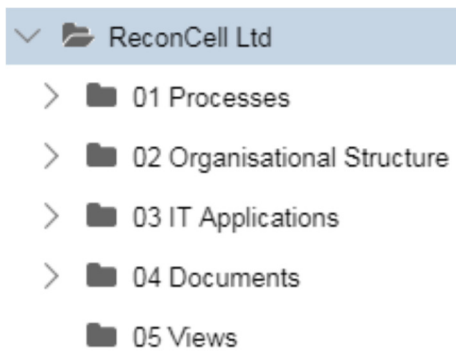 ReconCell Ltd
01 Processes
02 Organisational Structure
03 IT Applications
04 Documents
05 Views